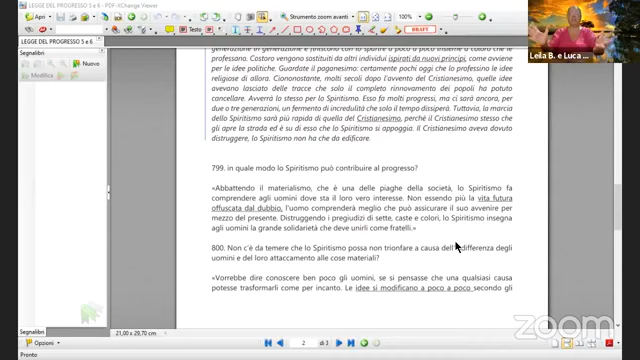 LEGGE DEL PROGRESSO 5 e 6 - PDF-XChange Viewer
Apri
Strumento zoom avanti
100%
Testo
DRAFT
LEGGE DEL PROGRESSO 5 e 6
Segnalibri
Nuovo
Modifica
Leila B. e Luca
generazione in generazione e finiscono con lo sparire a poco a poco insieme a coloro che le
professano. Costoro vengono sostituiti da altri individui ispirati da nuovi principi, come avviene
per le idee politiche. Guardate il paganesimo: certamente pochi oggi che lo professino le idee
religiose di allora. Ciononostante, molti secoli dopo l'avvento del Cristianesimo, quelle idee
avevano lasciato delle tracce che solo il completo rinnovamento dei popoli ha potuto
cancellare. Avverrà lo stesso per lo Spiritismo. Esso fa molti progressi, ma ci sarà ancora, per
due o tre generazioni, un fermento di incredulità che solo il tempo dissiperà. Tuttavia, la marcia
dello Spiritismo sarà più rapida di quella del Cristianesimo, perché il Cristianesimo stesso che
gli apre la strada ed è su di esso che lo Spiritismo si appoggia. Il Cristianesimo aveva dovuto
distruggere, lo Spiritismo non ha che da edificare.
799. in quale modo lo Spiritismo può contribuire al progresso?
«Abbattendo il materialismo, che è una delle piaghe della società, lo Spiritismo fa
comprendere agli uomini dove sta il loro vero interesse. Non essendo più la vita futura
offuscata dal dubbio, l'uomo comprenderà meglio che può assicurare il suo avvenire per
mezzo del presente. Distruggendo i pregiudizi di sette, caste e colori, lo Spiritismo insegna
agli uomini la grande solidarietà che deve unirli come fratelli.»
800. Non c'è da temere che lo Spiritismo possa non trionfare a causa dell'indifferenza degli
uomini e del loro attaccamento alle cose materiali?
«Vorrebbe dire conoscere ben poco gli uomini, se si pensasse che una qualsiasi causa
potesse trasformarli come per incanto. Le idee si modificano a poco a poco secondo gli
zoom
Segnalibri
21,00 x 29,70 cm
Opzioni
2
di 3
Pronto